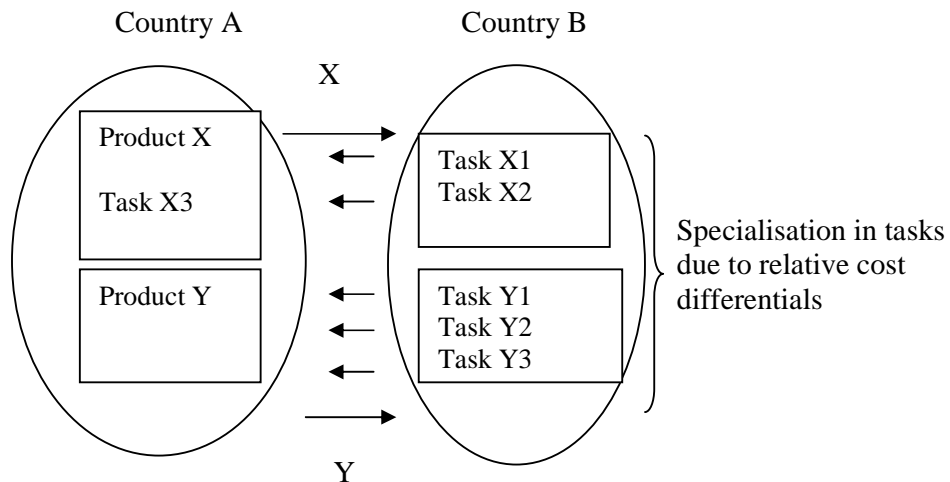 Country A
Country B
X
Product X
Task X3
Product Y
Task X1
Task X2
Task Y1
Task Y2
Task Y3
Specialisation in tasks
due to relative cost
differentials
Y